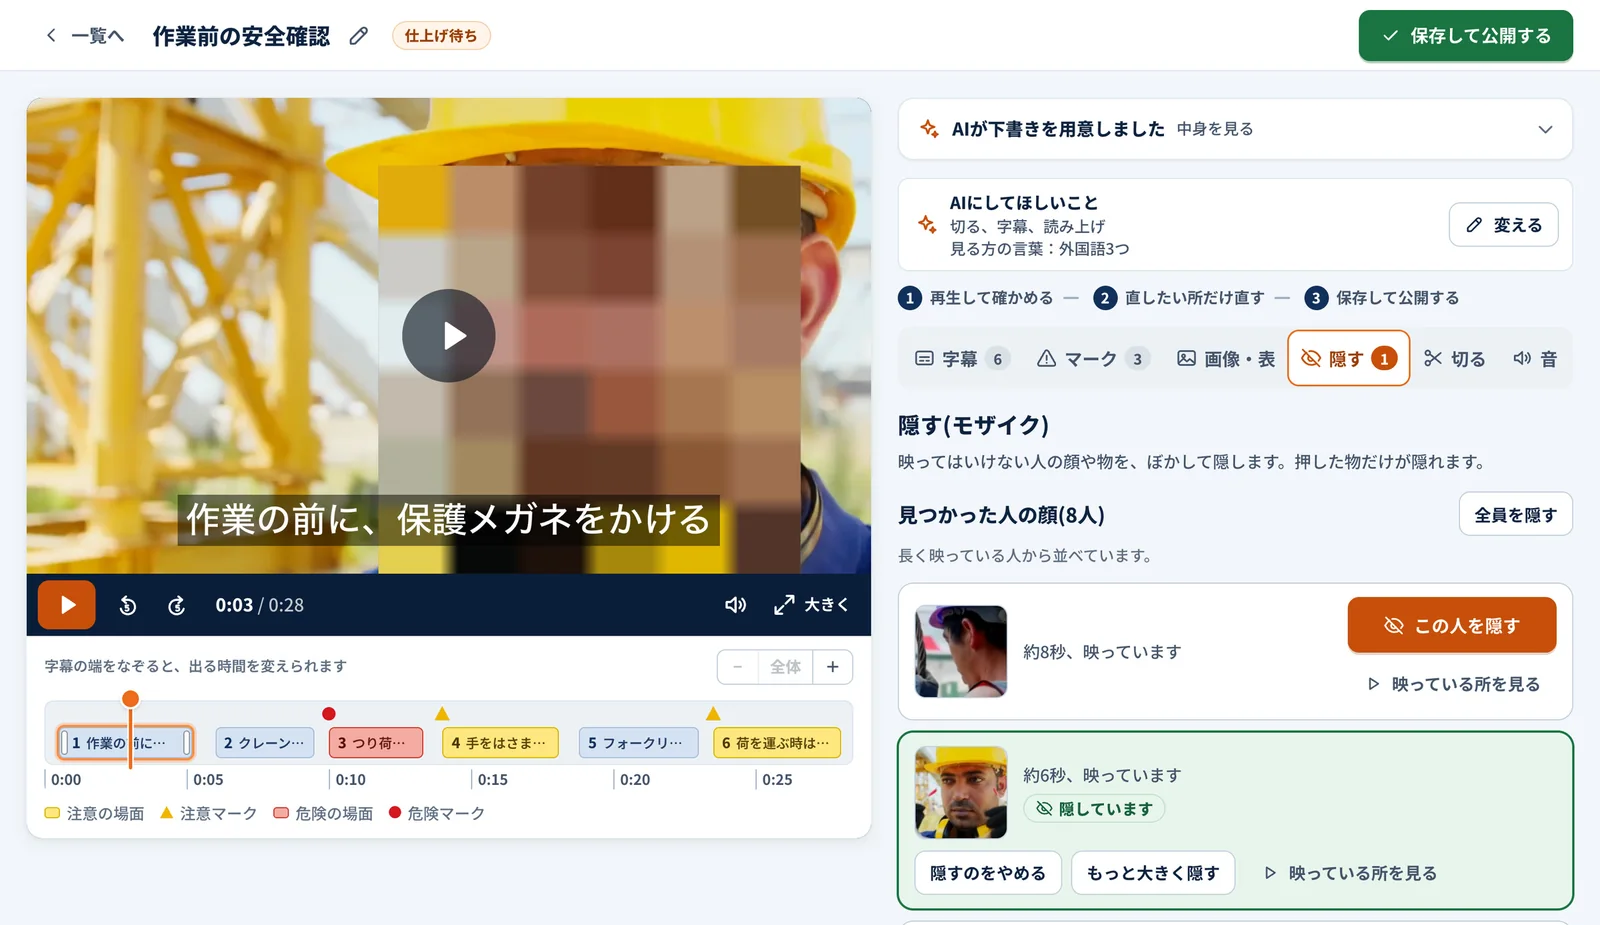 一覧へ
作業前の安全確認
仕上げ待ち
保存して公開する
作業の前に、保護メガネをかける
0:03 / 0:28
大きく
字幕の端をなぞると、出る時間を変えられます
− 全体 +
1 作業の前に…
2 クレーン…
3 つり荷…
4 手をはさま…
5 フォークリ…
6 荷を運ぶ時は…
0:00 0:05 0:10 0:15 0:20 0:25
注意の場面 注意マーク 危険の場面 危険マーク
AIが下書きを用意しました 中身を見る
AIにしてほしいこと
切る、字幕、読み上げ
見る方の言葉：外国語3つ
変える
1 再生して確かめる — 2 直したい所だけ直す — 3 保存して公開する
字幕 6 マーク 3 画像・表 隠す 1 切る 音
隠す(モザイク)
映ってはいけない人の顔や物を、ぼかして隠します。押した物だけが隠れます。
見つかった人の顔(8人)
全員を隠す
長く映っている人から並べています。
約8秒、映っています
この人を隠す
映っている所を見る
約6秒、映っています
隠しています
隠すのをやめる
もっと大きく隠す
映っている所を見る